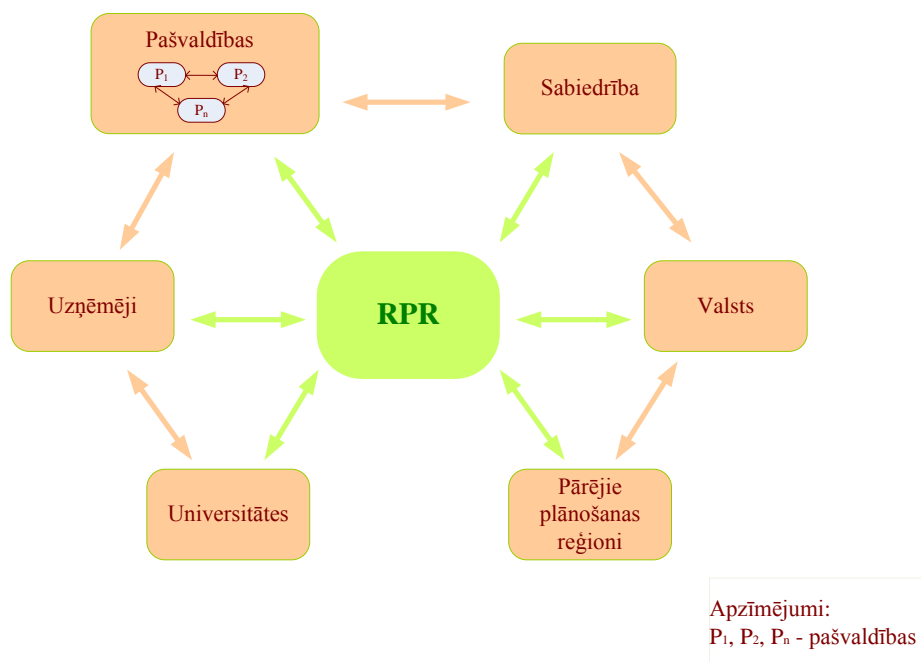 Pašvaldības
P₁
P₂
Pₙ
Sabiedrība
Uzņēmēji
RPR
Valsts
Universitātes
Pārējie
plānošanas
reģioni
Apzīmējumi:
P₁, P₂, Pₙ - pašvaldības